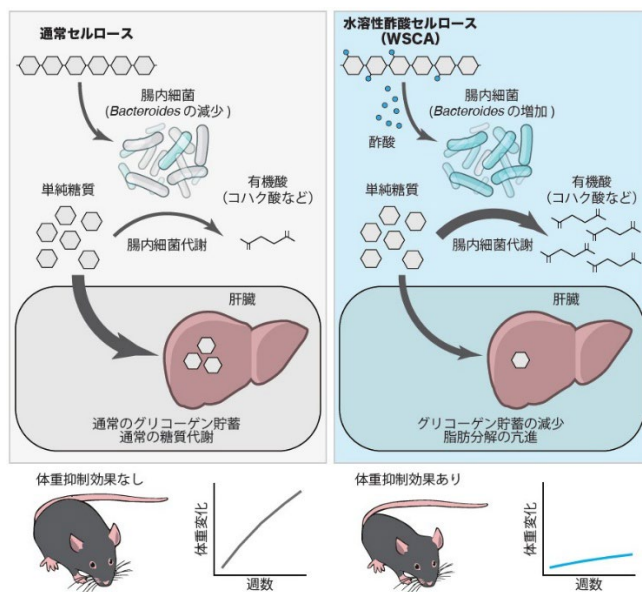 通常セルロース
腸内細菌
(Bacteroides の減少)
単純糖質
有機酸
(コハク酸など)
腸内細菌代謝
肝臓
通常のグリコーゲン貯蓄
通常の糖質代謝
体重抑制効果なし
体重変化
週数
水溶性酢酸セルロース
(WSCA)
腸内細菌
(Bacteroides の増加)
酢酸
単純糖質
有機酸
(コハク酸など)
腸内細菌代謝
肝臓
グリコーゲン貯蓄の減少
脂肪分解の亢進
体重抑制効果あり
体重変化
週数